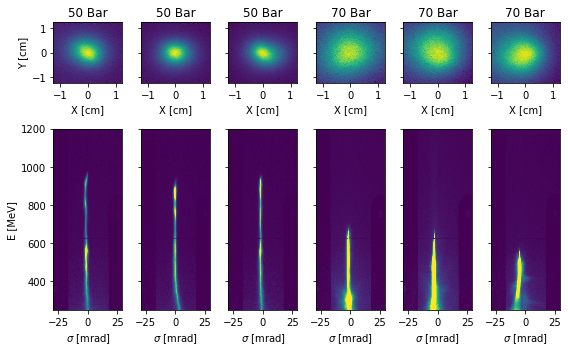 50 Bar 50 Bar 50 Bar 70 Bar 70 Bar 70 Bar
1
0
−1
Y [cm]
−1 0 1 −1 0 1 −1 0 1 −1 0 1 −1 0 1 −1 0 1
X [cm] X [cm] X [cm] X [cm] X [cm] X [cm]
1200
1000
800
600
400
E [MeV]
−25 0 25 −25 0 25 −25 0 25 −25 0 25 −25 0 25 −25 0 25
σ [mrad] σ [mrad] σ [mrad] σ [mrad] σ [mrad] σ [mrad]